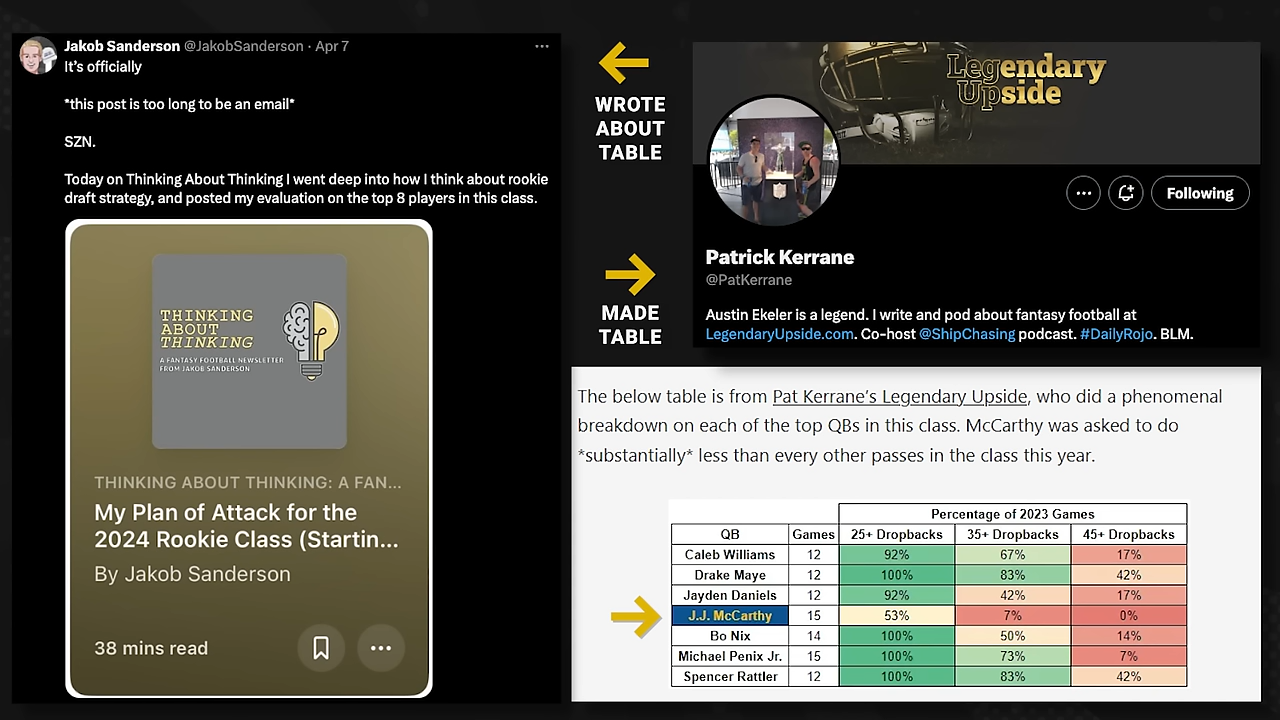 Jakob Sanderson @JakobSanderson · Apr 7
It's officially
*this post is too long to be an email*
SZN.
Today on Thinking About Thinking I went deep into how I think about rookie
draft strategy, and posted my evaluation on the top 8 players in this class.
THINKING
ABOUT
THINKING
A FANTASY FOOTBALL NEWSLETTER
FROM JAKOB SANDERSON
THINKING ABOUT THINKING: A FAN...
My Plan of Attack for the
2024 Rookie Class (Startin...
By Jakob Sanderson
38 mins read
WROTE
ABOUT
TABLE
MADE
TABLE
Legendary
Upside
Following
Patrick Kerrane
@PatKerrane
Austin Ekeler is a legend. I write and pod about fantasy football at
LegendaryUpside.com. Co-host @ShipChasing podcast. #DailyRojo. BLM.
The below table is from Pat Kerrane's Legendary Upside, who did a phenomenal
breakdown on each of the top QBs in this class. McCarthy was asked to do
*substantially* less than every other passes in the class this year.
Percentage of 2023 Games
QB Games 25+ Dropbacks 35+ Dropbacks 45+ Dropbacks
Caleb Williams 12 92% 67% 17%
Drake Maye 12 100% 83% 42%
Jayden Daniels 12 92% 42% 17%
J.J. McCarthy 15 53% 7% 0%
Bo Nix 14 100% 50% 14%
Michael Penix Jr. 15 100% 73% 7%
Spencer Rattler 12 100% 83% 42%